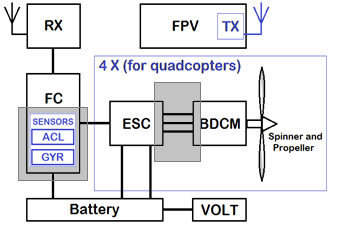 RX
FPV
TX
4 X (for quadcopters)
FC
SENSORS
ACL
GYR
ESC
BDCM
Spinner and
Propeller
Battery
VOLT